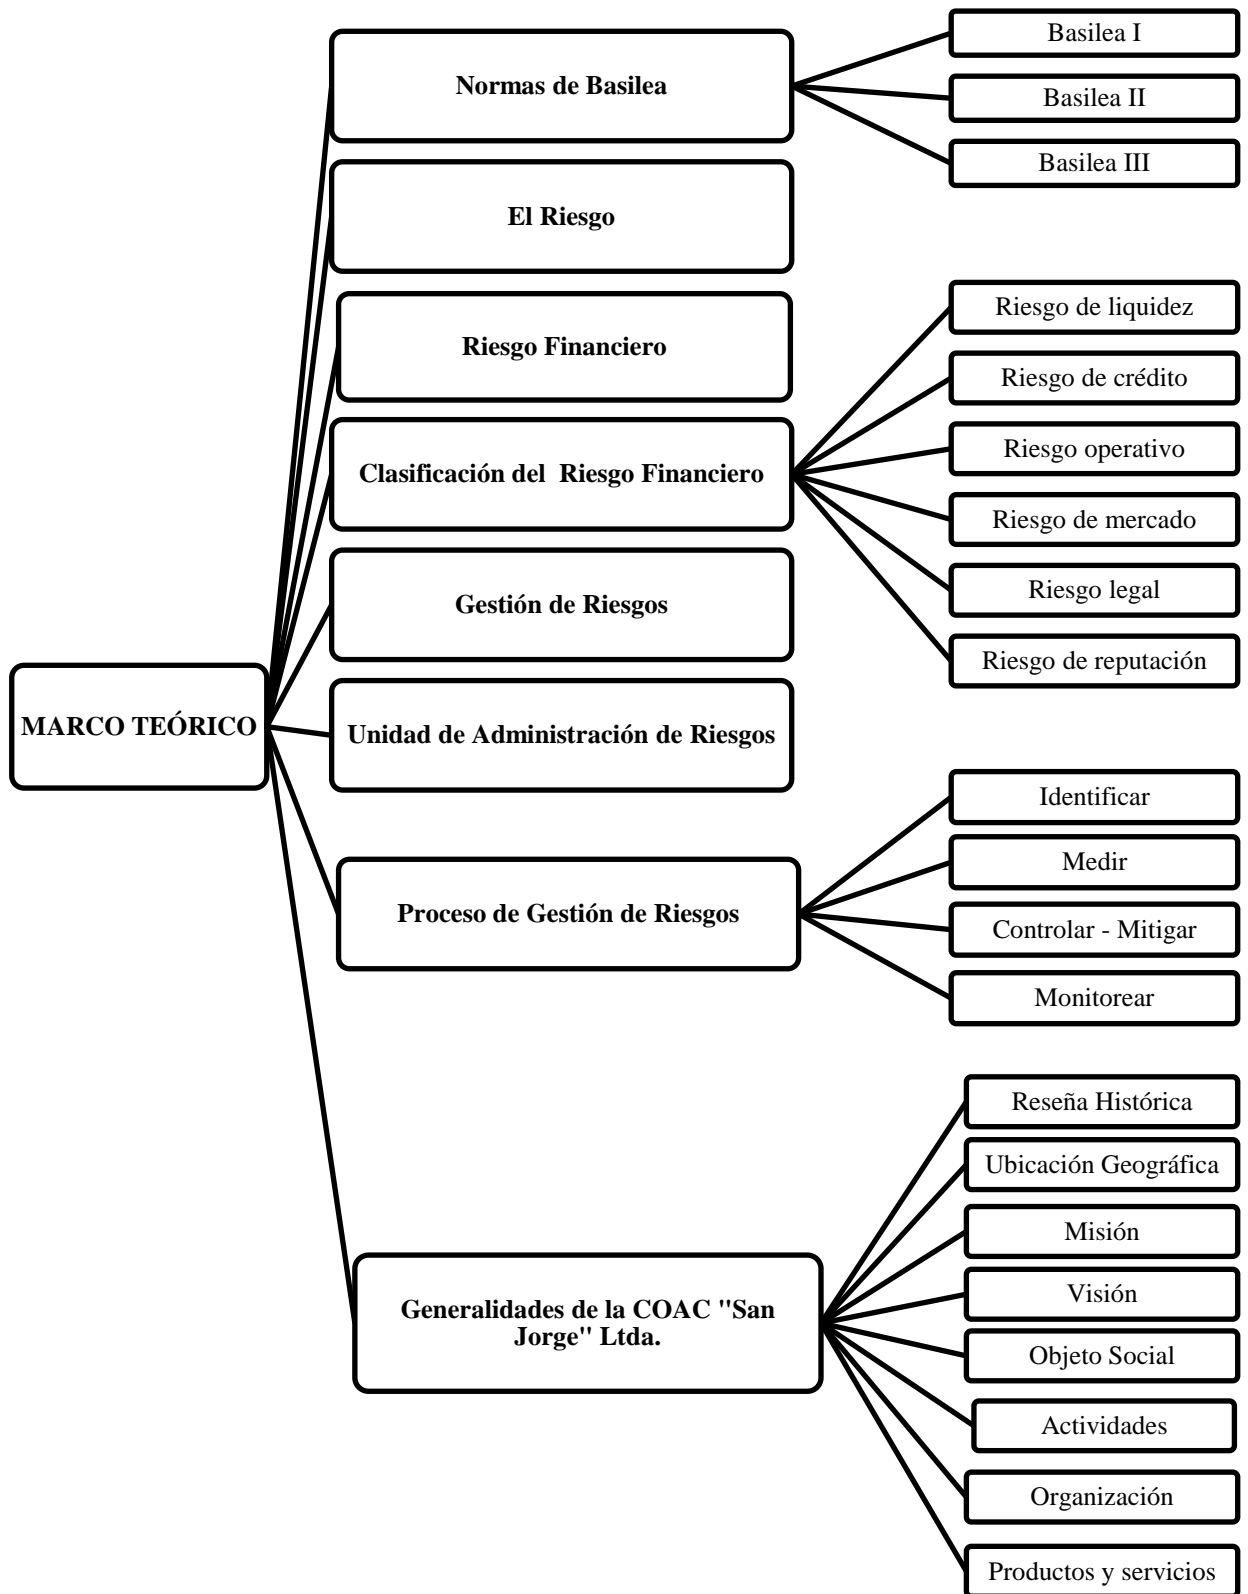 MARCO TEÓRICO
Normas de Basilea
Basilea I
Basilea II
Basilea III
El Riesgo
Riesgo Financiero
Clasificación del  Riesgo Financiero
Riesgo de liquidez
Riesgo de crédito
Riesgo operativo
Riesgo de mercado
Riesgo legal
Riesgo de reputación
Gestión de Riesgos
Unidad de Administración de Riesgos
Proceso de Gestión de Riesgos
Identificar
Medir
Controlar - Mitigar
Monitorear
Generalidades de la COAC "San
Jorge" Ltda.
Reseña Histórica
Ubicación Geográfica
Misión
Visión
Objeto Social
Actividades
Organización
Productos y servicios